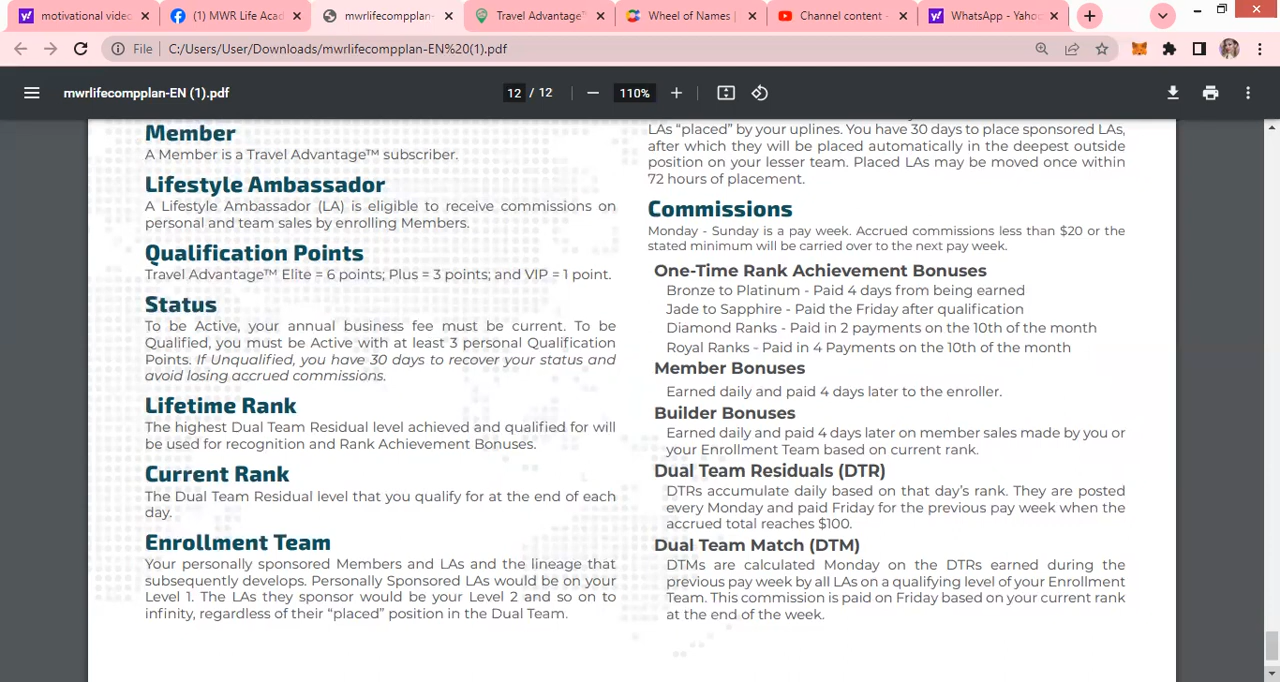 motivational video
(1) MWR Life Acad
mwrlifecompplan-
Travel Advantage™
Wheel of Names |
Channel content -
WhatsApp - Yahoo
File | C:/Users/User/Downloads/mwrlifecompplan-EN%20(1).pdf
mwrlifecompplan-EN (1).pdf
12 / 12
110%
Member
A Member is a Travel Advantage™ subscriber.
Lifestyle Ambassador
A Lifestyle Ambassador (LA) is eligible to receive commissions on
personal and team sales by enrolling Members.
Qualification Points
Travel Advantage™ Elite = 6 points; Plus = 3 points; and VIP = 1 point.
Status
To be Active, your annual business fee must be current. To be
Qualified, you must be Active with at least 3 personal Qualification
Points. If Unqualified, you have 30 days to recover your status and
avoid losing accrued commissions.
Lifetime Rank
The highest Dual Team Residual level achieved and qualified for will
be used for recognition and Rank Achievement Bonuses.
Current Rank
The Dual Team Residual level that you qualify for at the end of each
day.
Enrollment Team
Your personally sponsored Members and LAs and the lineage that
subsequently develops. Personally Sponsored LAs would be on your
Level 1. The LAs they sponsor would be your Level 2 and so on to
infinity, regardless of their “placed” position in the Dual Team.
LAs “placed” by your uplines. You have 30 days to place sponsored LAs,
after which they will be placed automatically in the deepest outside
position on your lesser team. Placed LAs may be moved once within
72 hours of placement.
Commissions
Monday - Sunday is a pay week. Accrued commissions less than $20 or the
stated minimum will be carried over to the next pay week.
One-Time Rank Achievement Bonuses
Bronze to Platinum - Paid 4 days from being earned
Jade to Sapphire - Paid the Friday after qualification
Diamond Ranks - Paid in 2 payments on the 10th of the month
Royal Ranks - Paid in 4 Payments on the 10th of the month
Member Bonuses
Earned daily and paid 4 days later to the enroller.
Builder Bonuses
Earned daily and paid 4 days later on member sales made by you or
your Enrollment Team based on current rank.
Dual Team Residuals (DTR)
DTRs accumulate daily based on that day’s rank. They are posted
every Monday and paid Friday for the previous pay week when the
accrued total reaches $100.
Dual Team Match (DTM)
DTMs are calculated Monday on the DTRs earned during the
previous pay week by all LAs on a qualifying level of your Enrollment
Team. This commission is paid on Friday based on your current rank
at the end of the week.